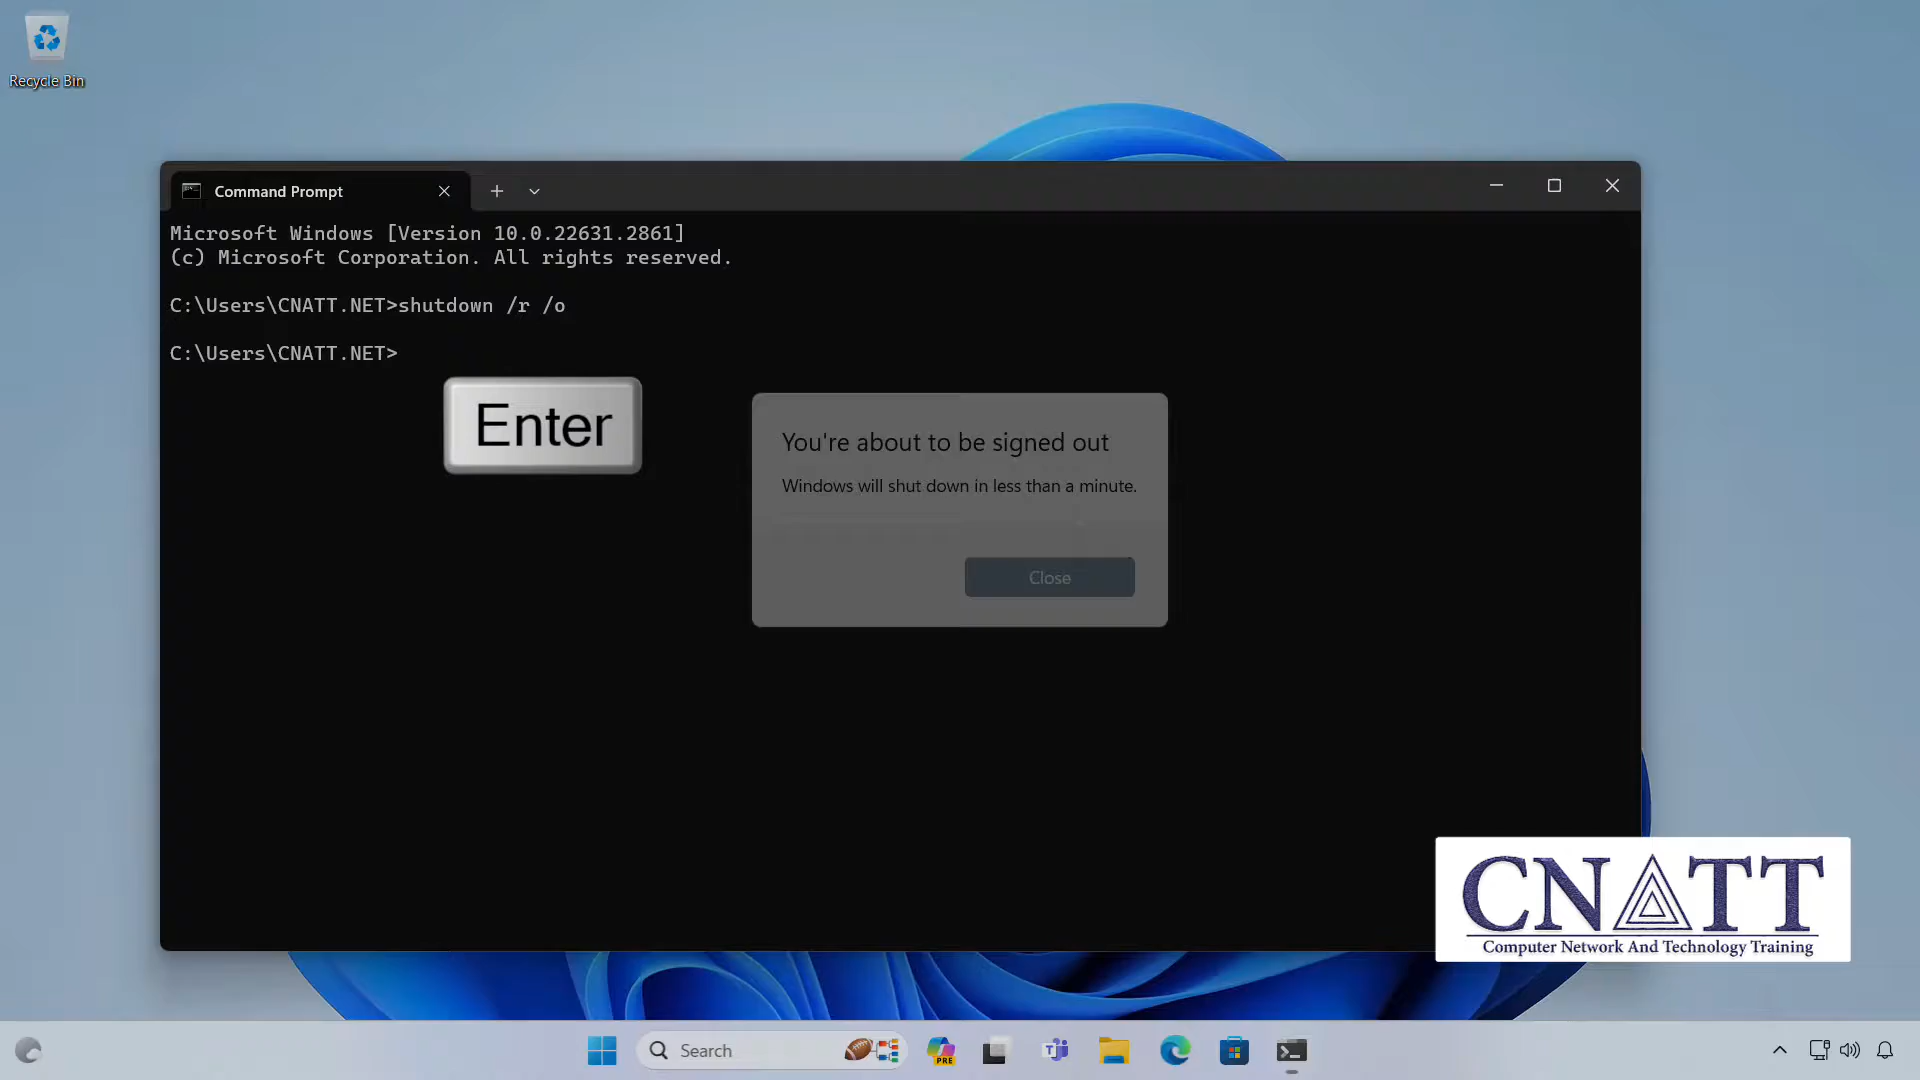 Recycle Bin
Command Prompt
Microsoft Windows [Version 10.0.22631.2861]
(c) Microsoft Corporation. All rights reserved.
C:\Users\CNATT.NET>shutdown /r /o
C:\Users\CNATT.NET>
Enter
You're about to be signed out
Windows will shut down in less than a minute.
Close
CNATT
Computer Network And Technology Training
Search
PRE